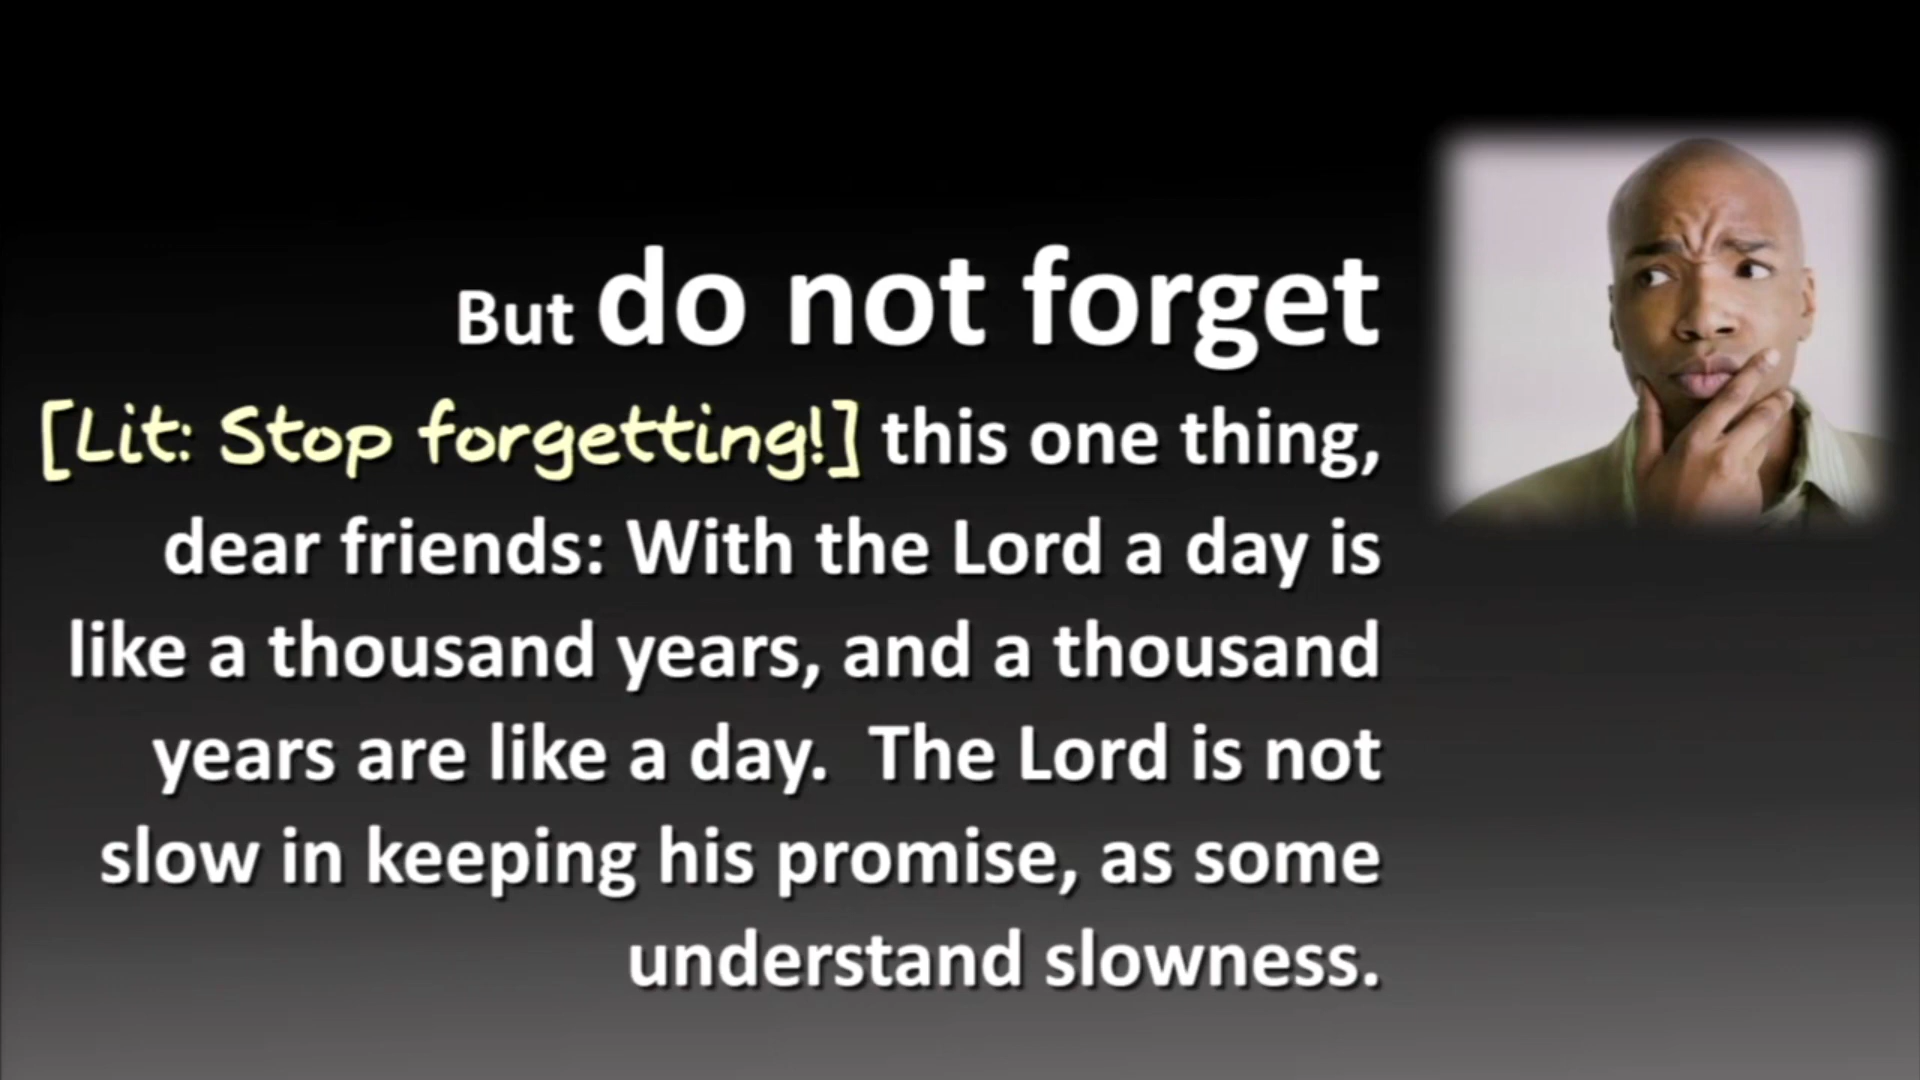 But do not forget
[Lit: Stop forgetting!] this one thing,
dear friends: With the Lord a day is
like a thousand years, and a thousand
years are like a day.  The Lord is not
slow in keeping his promise, as some
understand slowness.